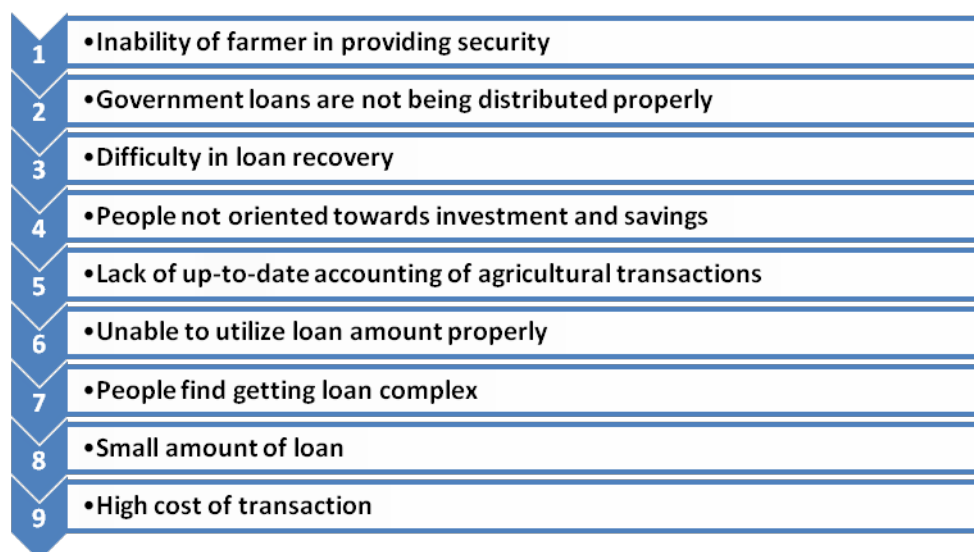 1 •Inability of farmer in providing security
2 •Government loans are not being distributed properly
3 •Difficulty in loan recovery
4 •People not oriented towards investment and savings
5 •Lack of up-to-date accounting of agricultural transactions
6 •Unable to utilize loan amount properly
7 •People find getting loan complex
8 •Small amount of loan
9 •High cost of transaction